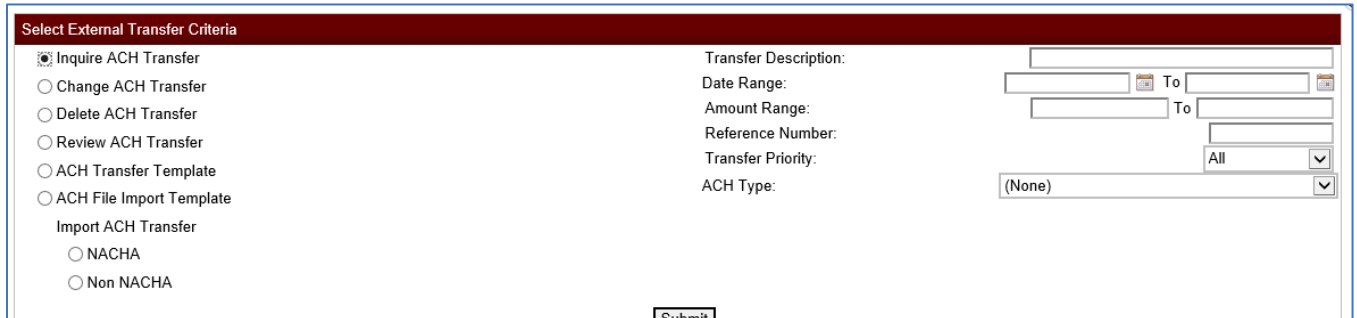 Select External Transfer Criteria
Inquire ACH Transfer
Change ACH Transfer
Delete ACH Transfer
Review ACH Transfer
ACH Transfer Template
ACH File Import Template
Import ACH Transfer
NACHA
Non NACHA
Transfer Description:
Date Range: To
Amount Range: To
Reference Number:
Transfer Priority: All
ACH Type: (None)
Submit